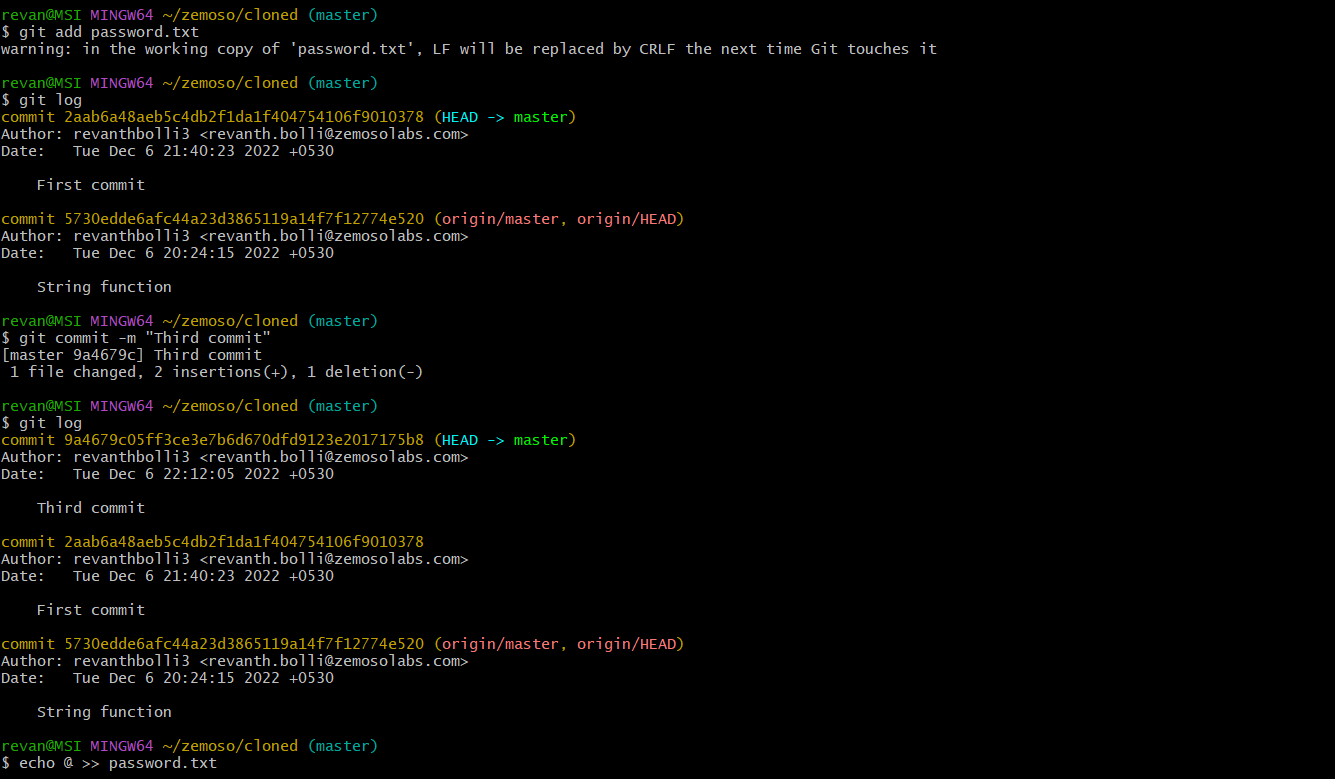 revan@MSI MINGW64 ~/zemoso/cloned (master)
$ git add password.txt
warning: in the working copy of 'password.txt', LF will be replaced by CRLF the next time Git touches it
revan@MSI MINGW64 ~/zemoso/cloned (master)
$ git log
commit 2aab6a48aeb5c4db2f1da1f404754106f9010378 (HEAD -> master)
Author: revanthbolli3 <revanth.bolli@zemosolabs.com>
Date:   Tue Dec 6 21:40:23 2022 +0530
    First commit
commit 5730edde6afc44a23d3865119a14f7f12774e520 (origin/master, origin/HEAD)
Author: revanthbolli3 <revanth.bolli@zemosolabs.com>
Date:   Tue Dec 6 20:24:15 2022 +0530
    String function
revan@MSI MINGW64 ~/zemoso/cloned (master)
$ git commit -m "Third commit"
[master 9a4679c] Third commit
 1 file changed, 2 insertions(+), 1 deletion(-)
revan@MSI MINGW64 ~/zemoso/cloned (master)
$ git log
commit 9a4679c05ff3ce3e7b6d670dfd9123e2017175b8 (HEAD -> master)
Author: revanthbolli3 <revanth.bolli@zemosolabs.com>
Date:   Tue Dec 6 22:12:05 2022 +0530
    Third commit
commit 2aab6a48aeb5c4db2f1da1f404754106f9010378
Author: revanthbolli3 <revanth.bolli@zemosolabs.com>
Date:   Tue Dec 6 21:40:23 2022 +0530
    First commit
commit 5730edde6afc44a23d3865119a14f7f12774e520 (origin/master, origin/HEAD)
Author: revanthbolli3 <revanth.bolli@zemosolabs.com>
Date:   Tue Dec 6 20:24:15 2022 +0530
    String function
revan@MSI MINGW64 ~/zemoso/cloned (master)
$ echo @ >> password.txt